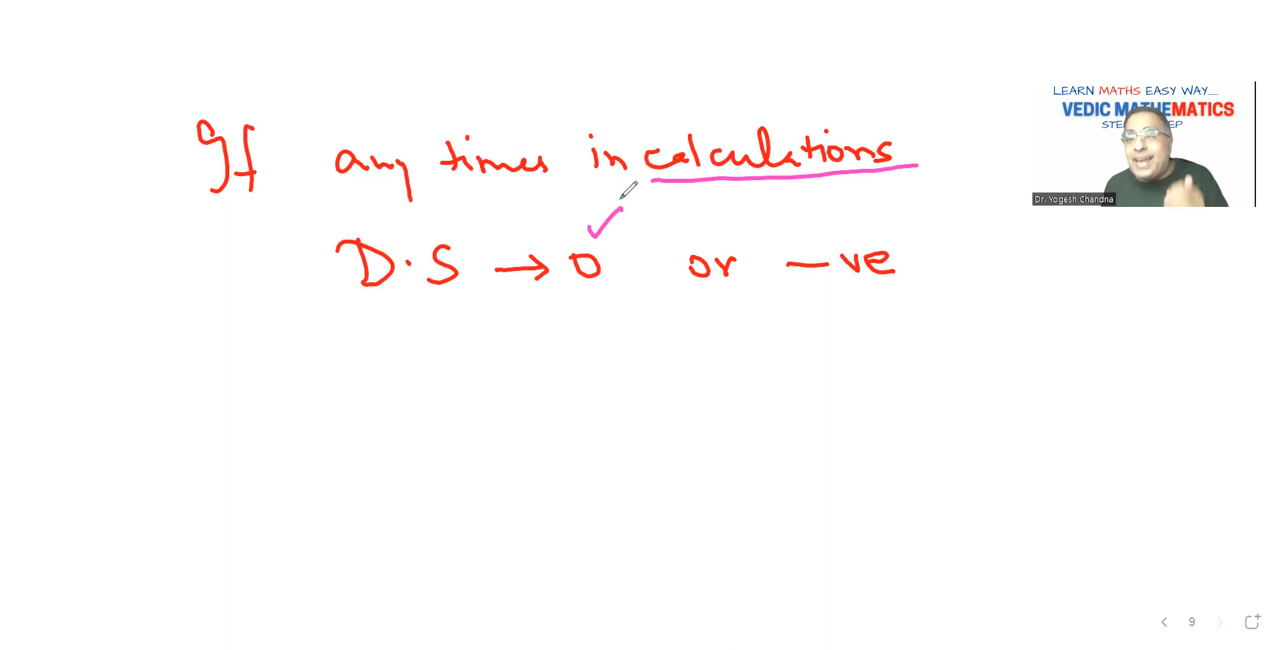 LEARN MATHS EASY WAY.....
VEDIC MATHEMATICS
Dr. Yogesh Chandna
If any times in calculations
D.S → 0 or -ve
9